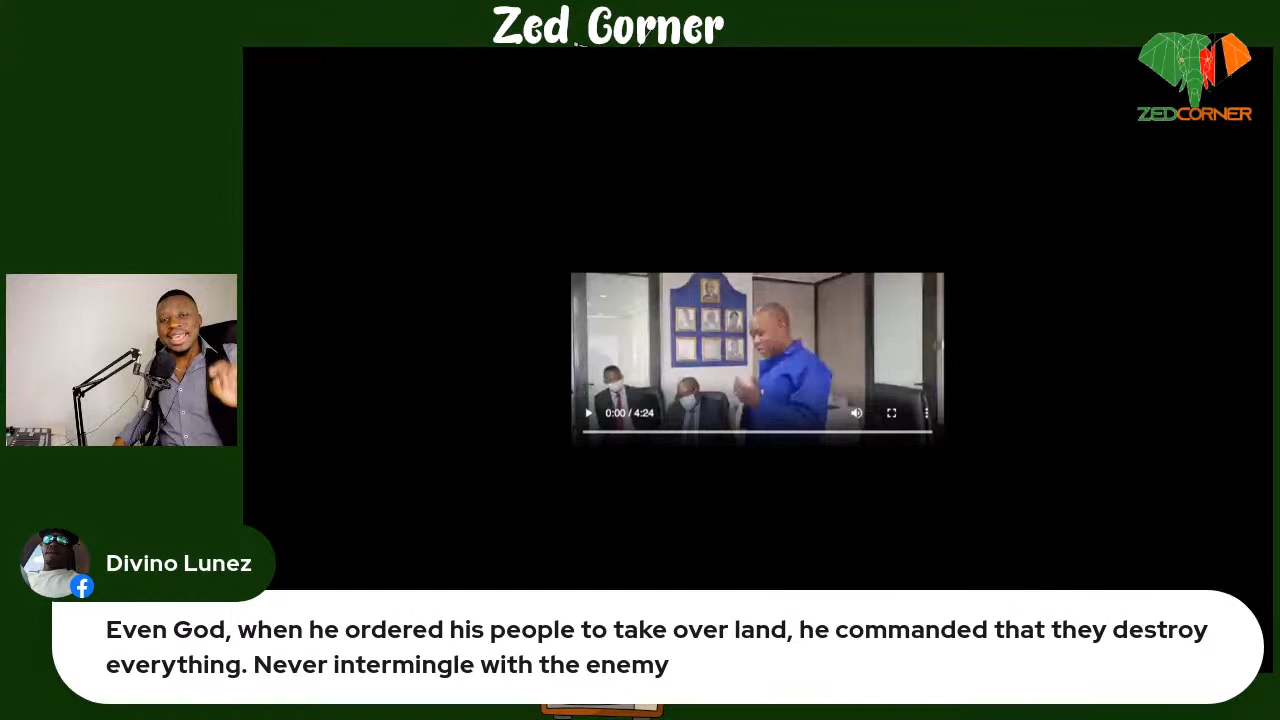 Zed Corner
ZEDCORNER
0:00 / 4:24
Divino Lunez
Even God, when he ordered his people to take over land, he commanded that they destroy
everything. Never intermingle with the enemy